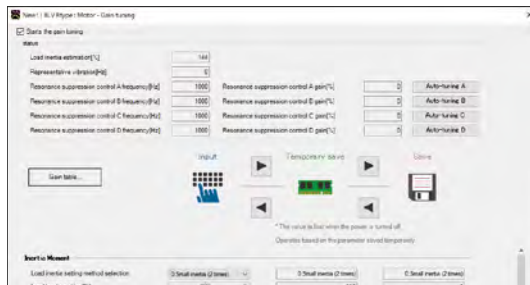 New1 | BLV Rtype : Motor - Gain tuning
Starts the gain tuning
status
Load inertia estimation[%] 144
Representative vibration[Hz] 0
Resonance suppression control A frequency[Hz] 1000 Resonance suppression control A gain[%] 0 Auto-tuning A
Resonance suppression control B frequency[Hz] 1000 Resonance suppression control B gain[%] 0 Auto-tuning B
Resonance suppression control C frequency[Hz] 1000 Resonance suppression control C gain[%] 0 Auto-tuning C
Resonance suppression control D frequency[Hz] 1000 Resonance suppression control D gain[%] 0 Auto-tuning D
Input Temporary save Save
Gain table...
* The value is lost when the power is turned off.
Operates based on the parameter saved temporarily.
Inertia Moment
Load inertia setting method selection 0:Small inertia (2 times) 0:Small inertia (2 times) 0:Small inertia (2 times)